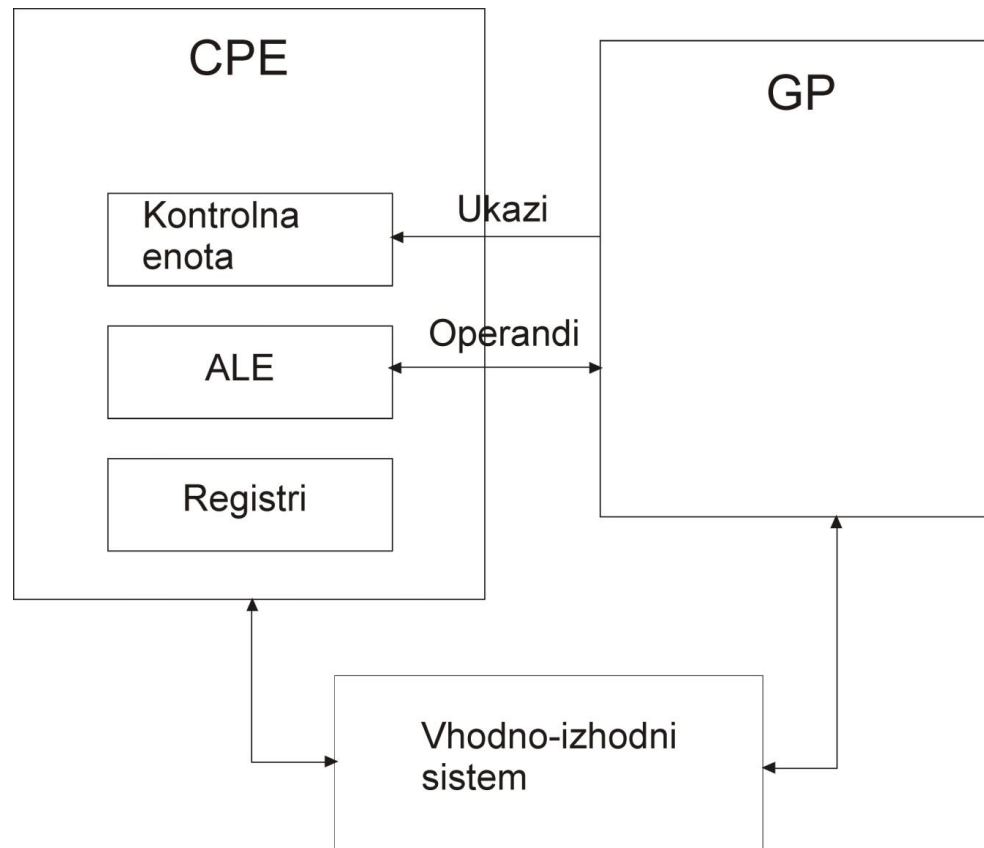 CPE
GP
Kontrolna
enota
Ukazi
ALE
Operandi
Registri
Vhodno-izhodni
sistem